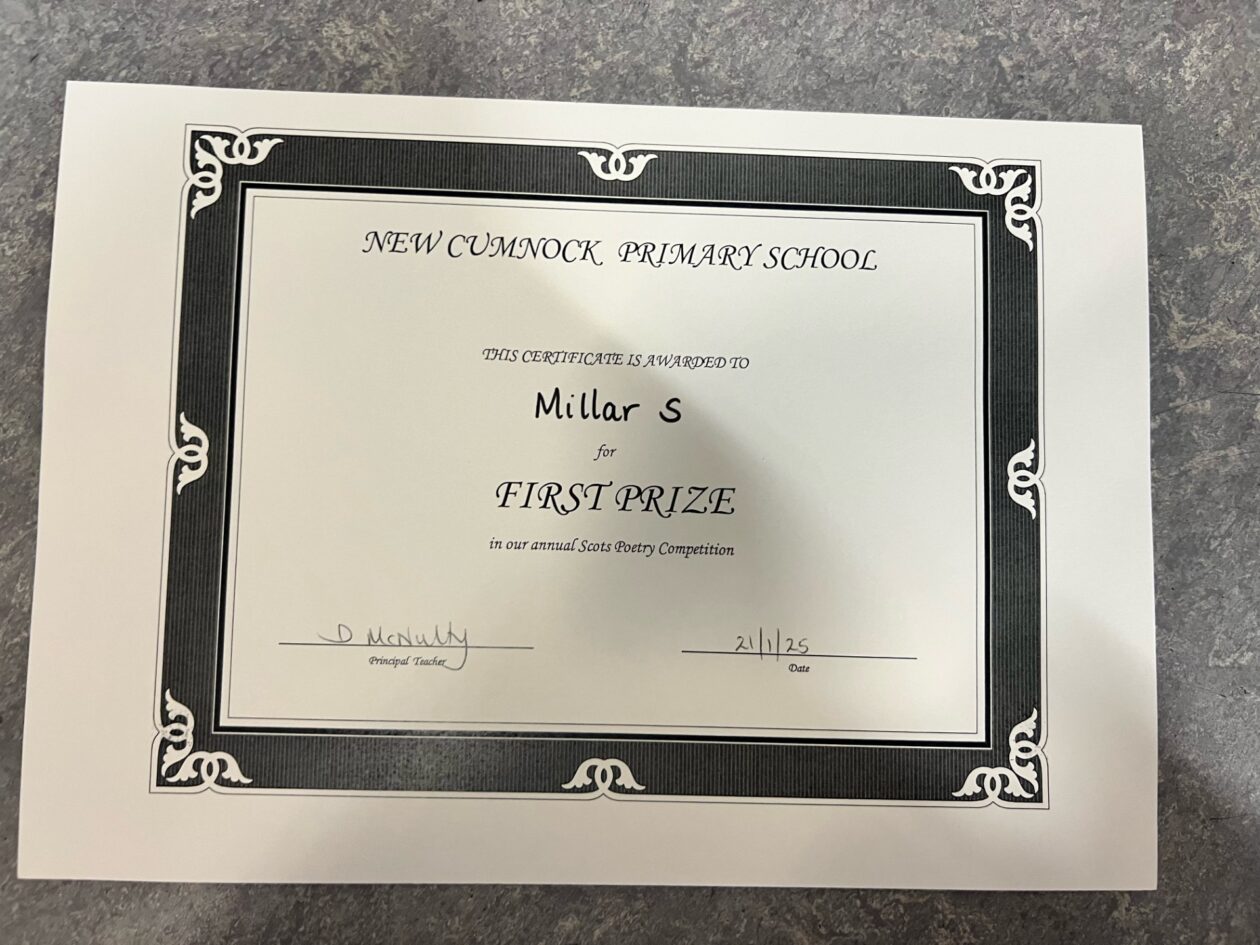 NEW CUMNOCK PRIMARY SCHOOL
THIS CERTIFICATE IS AWARDED TO
Millar S
for
FIRST PRIZE
in our annual Scots Poetry Competition
D McNulty
Principal Teacher
21/1/25
Date